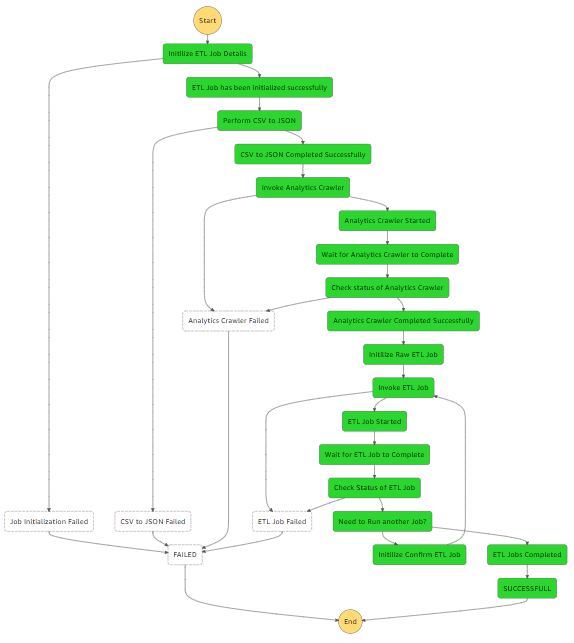 Start
Initilize ETL Job Details
ETL Job has been Initialized successfully
Perform CSV to JSON
CSV to JSON Completed Successfully
Invoke Analytics Crawler
Analytics Crawler Started
Wait for Analytics Crawler to Complete
Check status of Analytics Crawler
Analytics Crawler Failed
Analytics Crawler Completed Successfully
Initilize Raw ETL Job
Invoke ETL Job
ETL Job Started
Wait for ETL Job to Complete
Check Status of ETL Job
Job Initialization Failed
CSV to JSON Failed
ETL Job Failed
Need to Run another Job?
FAILED
Initilize Confirm ETL Job
ETL Jobs Completed
SUCCESSFULL
End